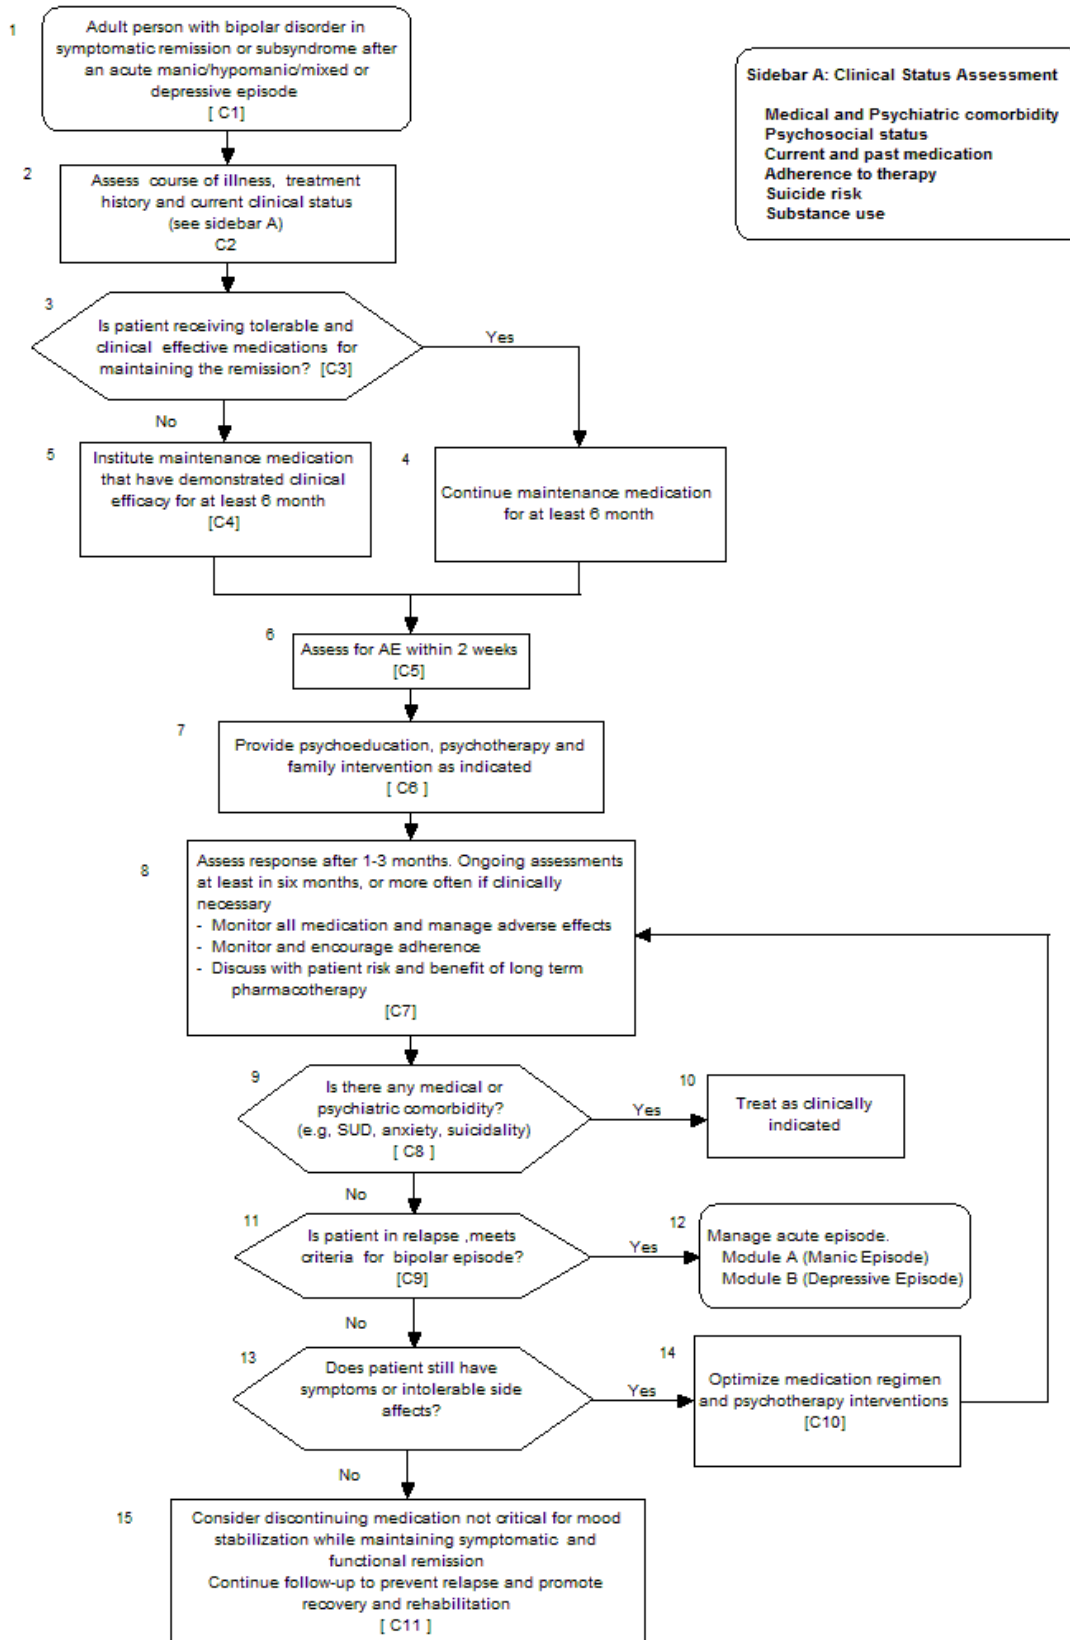 1
Adult person with bipolar disorder in
symptomatic remission or subsyndrome after
an acute manic/hypomanic/mixed or
depressive episode
[ C1]
Sidebar A: Clinical Status Assessment
Medical and Psychiatric comorbidity
Psychosocial status
Current and past medication
Adherence to therapy
Suicide risk
Substance use
2
Assess course of illness, treatment
history and current clinical status
(see sidebar A)
C2
3
Is patient receiving tolerable and
clinical effective medications for
maintaining the remission? [C3]
Yes
No
5
Institute maintenance medication
that have demonstrated clinical
efficacy for at least 6 month
[C4]
4
Continue maintenance medication
for at least 6 month
6
Assess for AE within 2 weeks
[C5]
7
Provide psychoeducation, psychotherapy and
family intervention as indicated
[ C6 ]
8
Assess response after 1-3 months. Ongoing assessments
at least in six months, or more often if clinically
necessary
- Monitor all medication and manage adverse effects
- Monitor and encourage adherence
- Discuss with patient risk and benefit of long term
pharmacotherapy
[C7]
9
Is there any medical or
psychiatric comorbidity?
(e.g, SUD, anxiety, suicidality)
[ C8 ]
Yes
10
Treat as clinically
indicated
No
11
Is patient in relapse ,meets
criteria for bipolar episode?
[C9]
Yes
12
Manage acute episode.
Module A (Manic Episode)
Module B (Depressive Episode)
No
13
Does patient still have
symptoms or intolerable side
affects?
Yes
14
Optimize medication regimen
and psychotherapy interventions
[C10]
No
15
Consider discontinuing medication not critical for mood
stabilization while maintaining symptomatic and
functional remission
Continue follow-up to prevent relapse and promote
recovery and rehabilitation
[ C11 ]